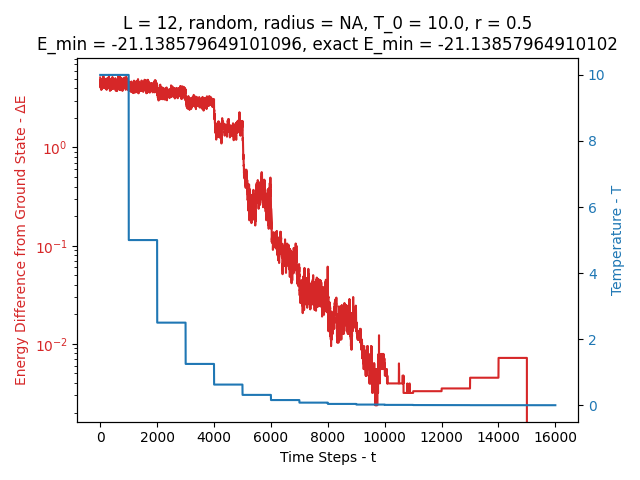 L = 12, random, radius = NA, T_0 = 10.0, r = 0.5
E_min = -21.138579649101096, exact E_min = -21.13857964910102
Energy Difference from Ground State - ΔE
10^0
10^-1
10^-2
10
8
6
4
2
0
Temperature - T
0 2000 4000 6000 8000 10000 12000 14000 16000
Time Steps - t